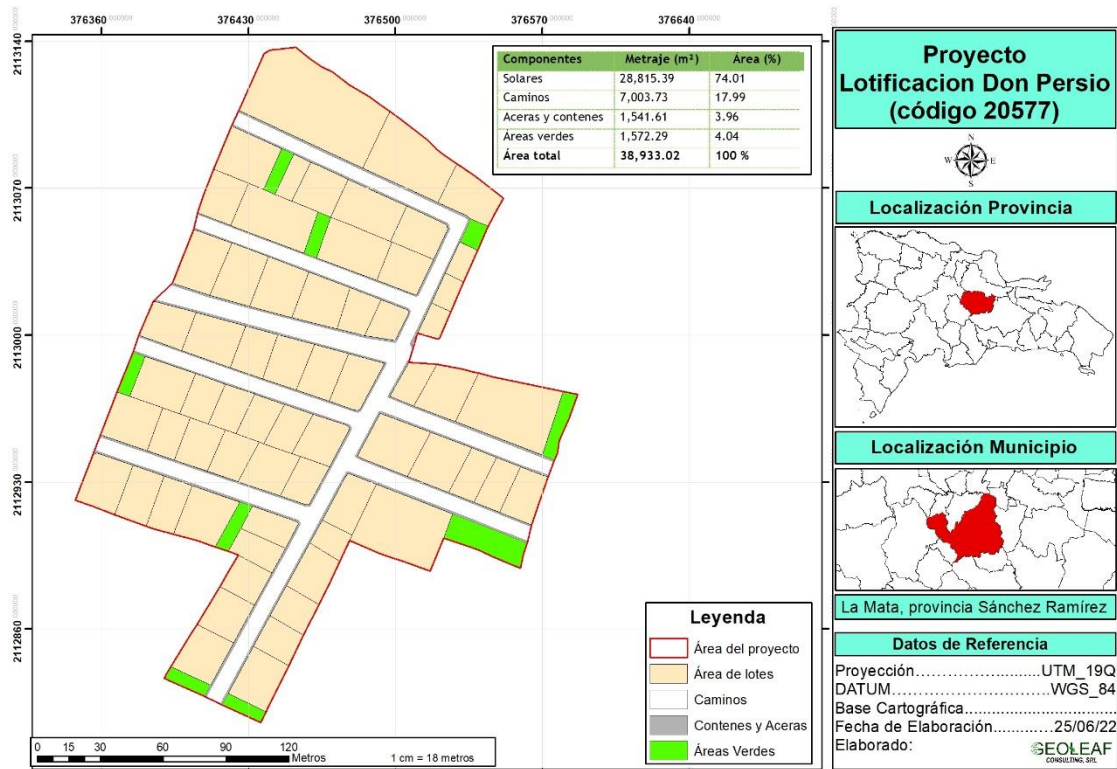 376360.000000 376430.000000 376500.000000 376570.000000 376640.000000
2113140
2113070
2113000
2112930
2112860
Componentes Metraje (m²) Área (%)
Solares 28,815.39 74.01
Caminos 7,003.73 17.99
Aceras y contenes 1,541.61 3.96
Áreas verdes 1,572.29 4.04
Área total 38,933.02 100 %
Leyenda
Área del proyecto
Área de lotes
Caminos
Contenes y Aceras
Áreas Verdes
0 15 30 60 90 120
Metros
1 cm = 18 metros
Proyecto
Lotificacion Don Persio
(código 20577)
N
W E
S
Localización Provincia
Localización Municipio
La Mata, provincia Sánchez Ramírez
Datos de Referencia
Proyección......................UTM_19Q
DATUM...........................WGS_84
Base Cartográfica.........................
Fecha de Elaboración.........25/06/22
Elaborado:
GEOLEAF
CONSULTING, SRL